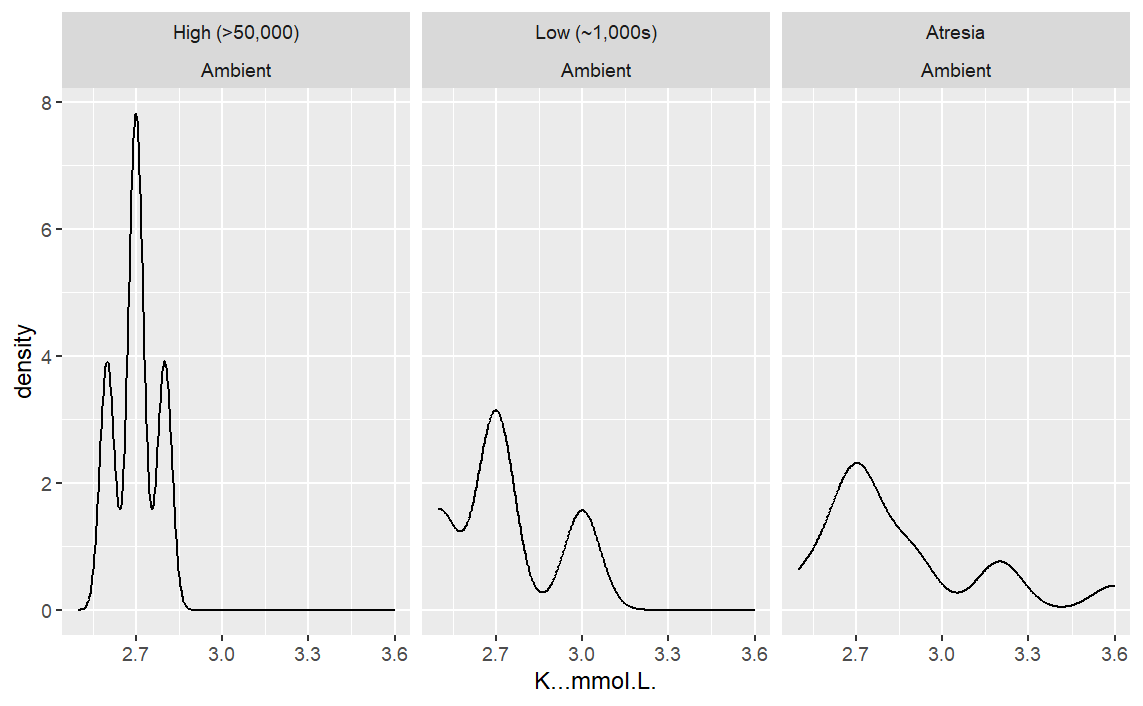 High (>50,000) Low (~1,000s) Atresia
Ambient Ambient Ambient
8
6
4
2
0
density
2.7 3.0 3.3 3.6 2.7 3.0 3.3 3.6 2.7 3.0 3.3 3.6
K...mmol.L.